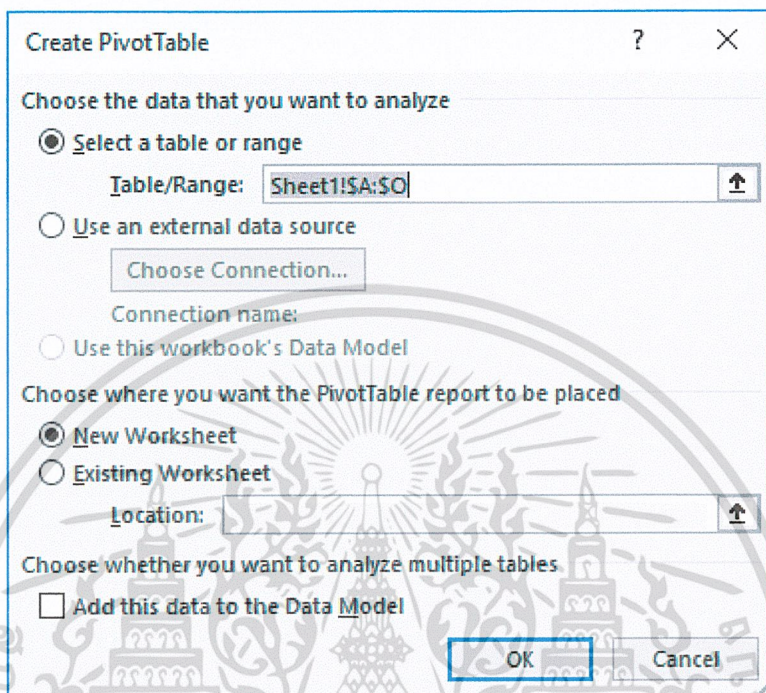 Create PivotTable ? ×
Choose the data that you want to analyze
Select a table or range
Table/Range: Sheet1!$A:$O
Use an external data source
Choose Connection...
Connection name:
Use this workbook's Data Model
Choose where you want the PivotTable report to be placed
New Worksheet
Existing Worksheet
Location:
Choose whether you want to analyze multiple tables
Add this data to the Data Model
OK Cancel